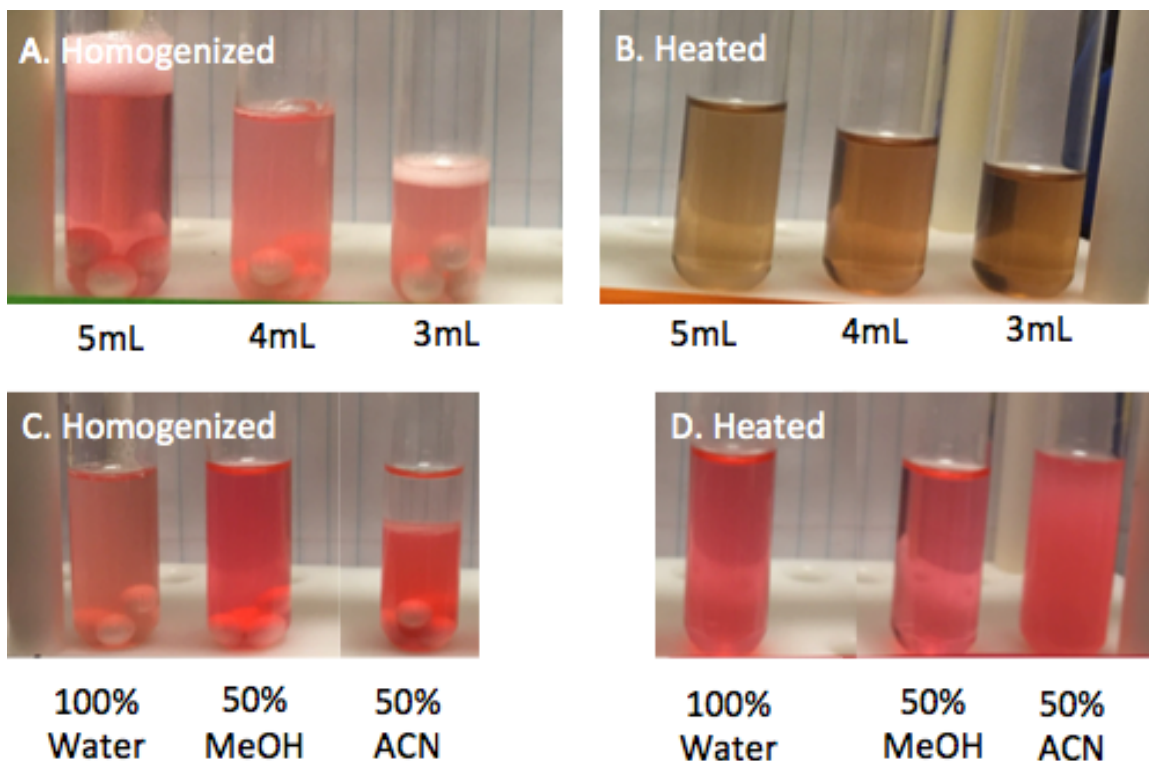 A. Homogenized
B. Heated
5mL
4mL
3mL
5mL
4mL
3mL
C. Homogenized
D. Heated
100%
Water
50%
MeOH
50%
ACN
100%
Water
50%
MeOH
50%
ACN